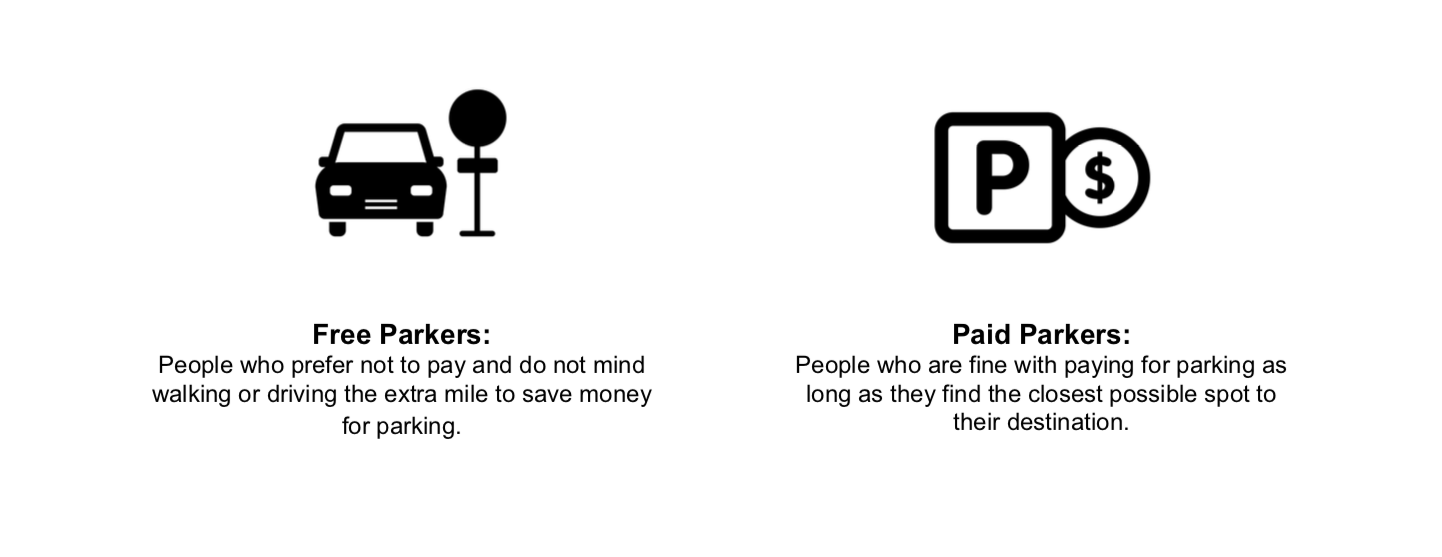 P $
Free Parkers:
People who prefer not to pay and do not mind
walking or driving the extra mile to save money
for parking.
Paid Parkers:
People who are fine with paying for parking as
long as they find the closest possible spot to
their destination.